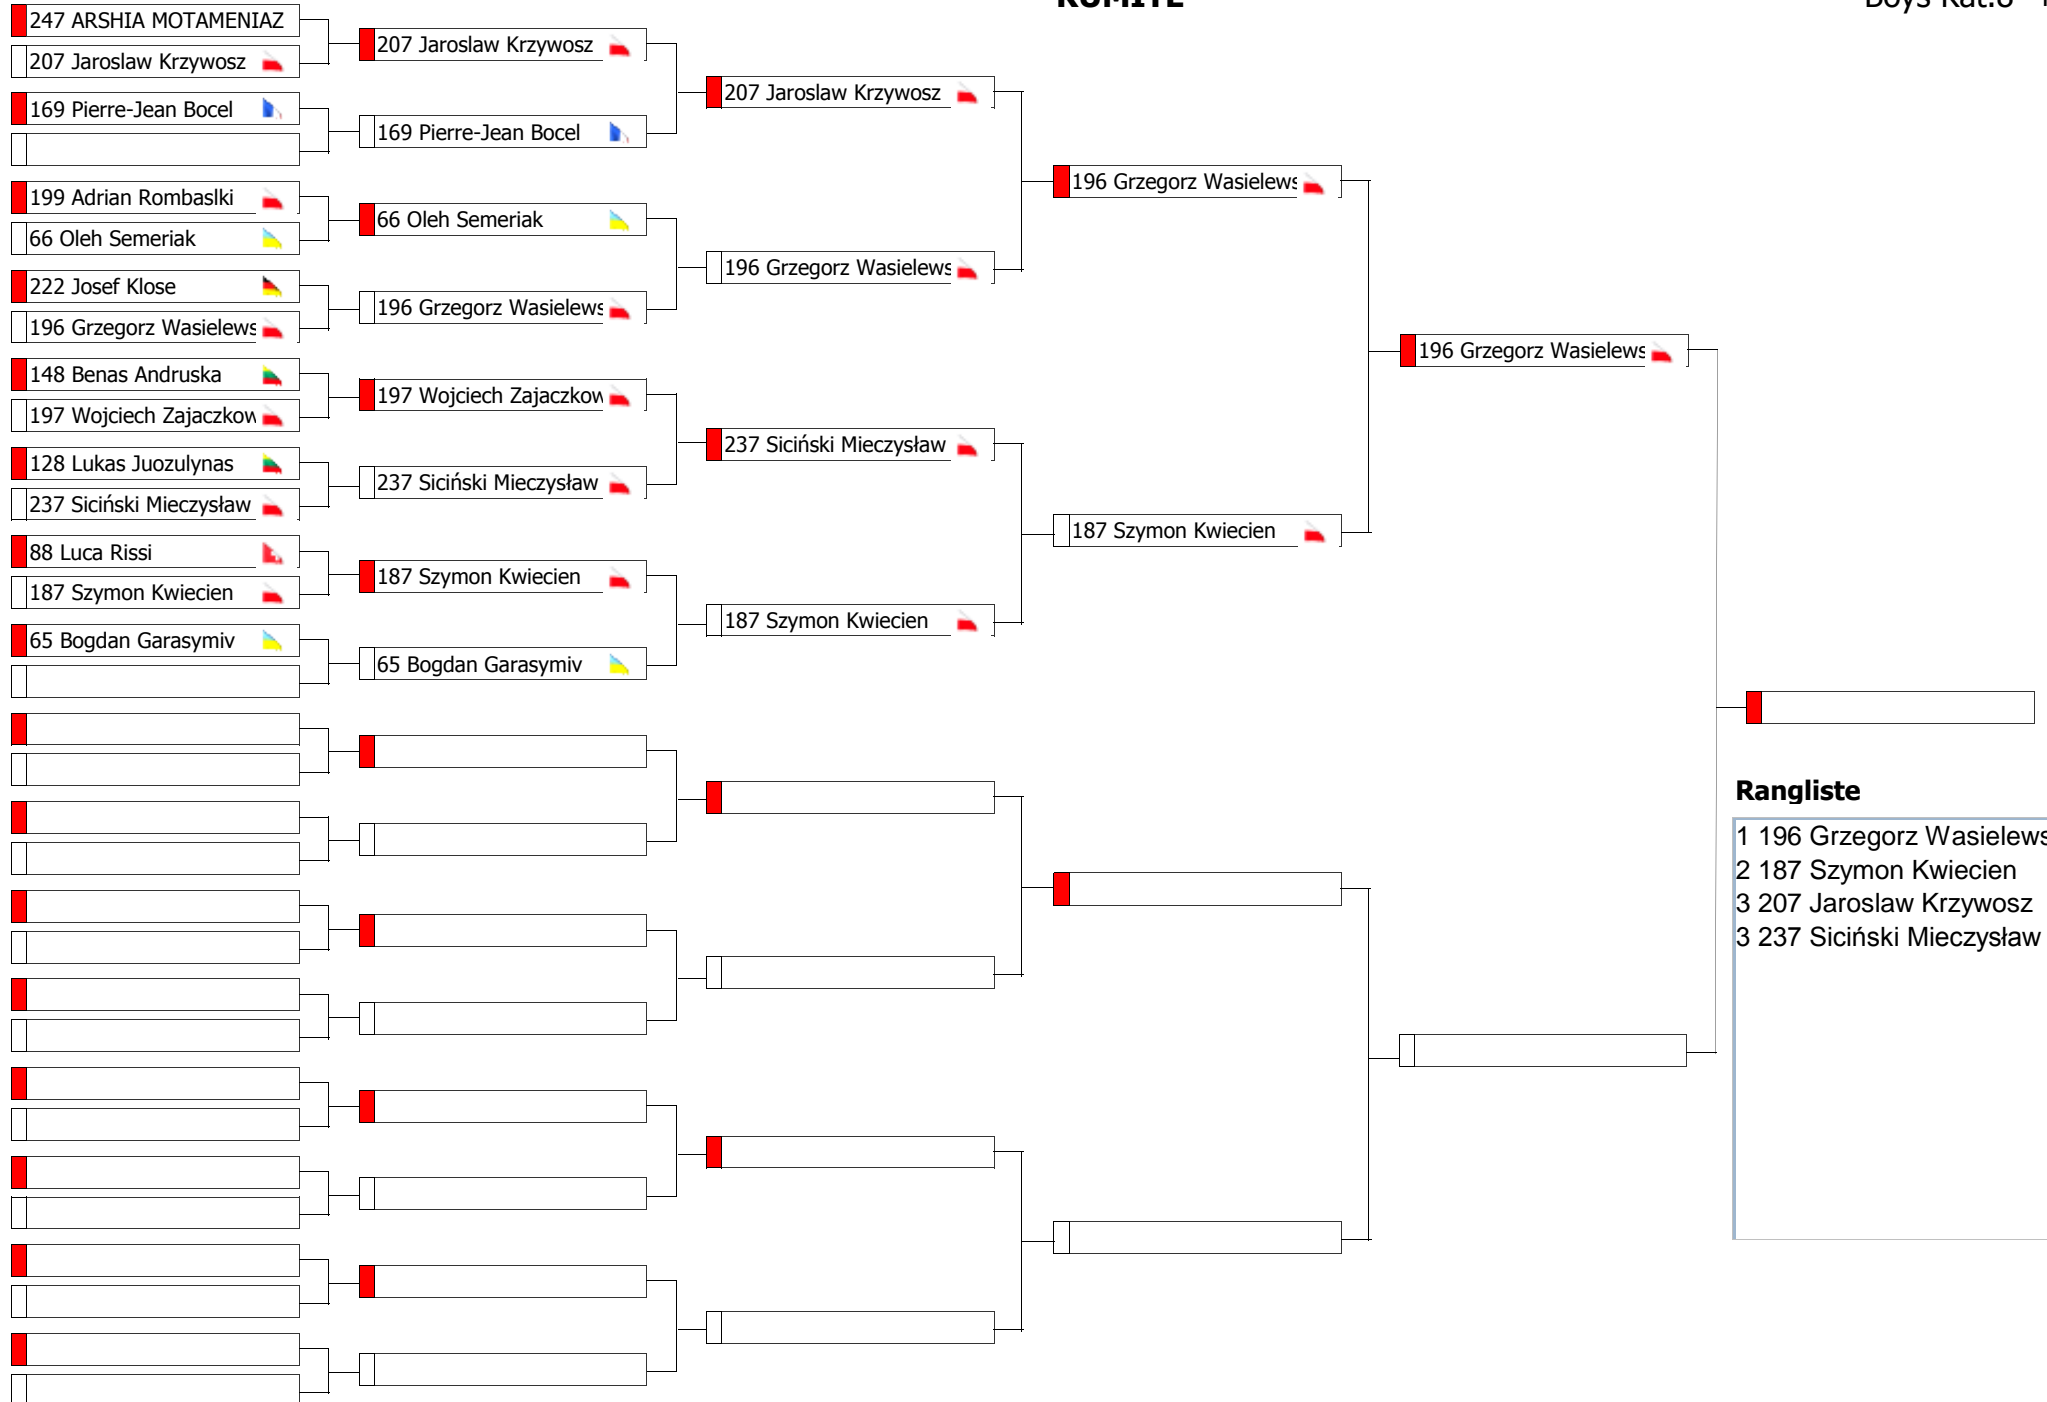 KUMITE
Boys Kat.8
247 ARSHIA MOTAMENIAZ
207 Jaroslaw Krzywosz
169 Pierre-Jean Bocel
199 Adrian Rombaslki
66 Oleh Semeriak
222 Josef Klose
196 Grzegorz Wasielews
148 Benas Andruska
197 Wojciech Zajaczkow
128 Lukas Juozulynas
237 Siciński Mieczysław
88 Luca Rissi
187 Szymon Kwiecien
65 Bogdan Garasymiv
207 Jaroslaw Krzywosz
169 Pierre-Jean Bocel
66 Oleh Semeriak
196 Grzegorz Wasielews
197 Wojciech Zajaczkow
237 Siciński Mieczysław
187 Szymon Kwiecien
65 Bogdan Garasymiv
207 Jaroslaw Krzywosz
196 Grzegorz Wasielews
237 Siciński Mieczysław
187 Szymon Kwiecien
196 Grzegorz Wasielews
187 Szymon Kwiecien
196 Grzegorz Wasielews
Rangliste
1 196 Grzegorz Wasielews
2 187 Szymon Kwiecien
3 207 Jaroslaw Krzywosz
3 237 Siciński Mieczysław